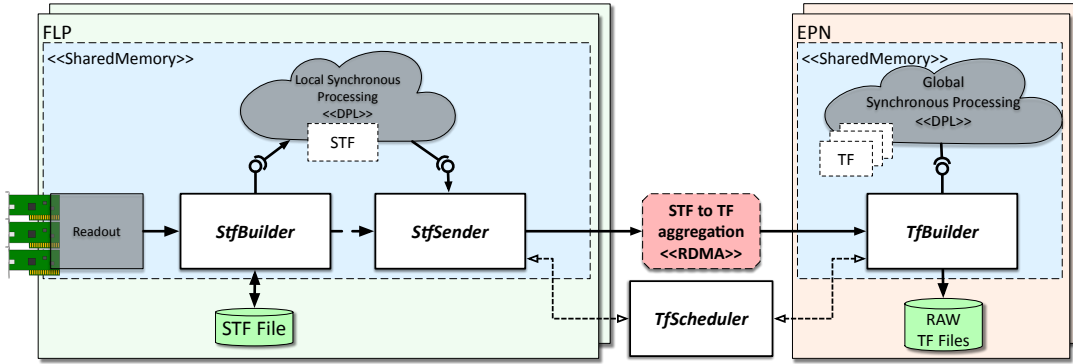 FLP
<<SharedMemory>>
Local Synchronous
Processing
<<DPL>>
STF
Readout
StfBuilder
StfSender
STF File
STF to TF
aggregation
<<RDMA>>
TfScheduler
EPN
<<SharedMemory>>
Global
Synchronous Processing
<<DPL>>
TF
TfBuilder
RAW
TF Files